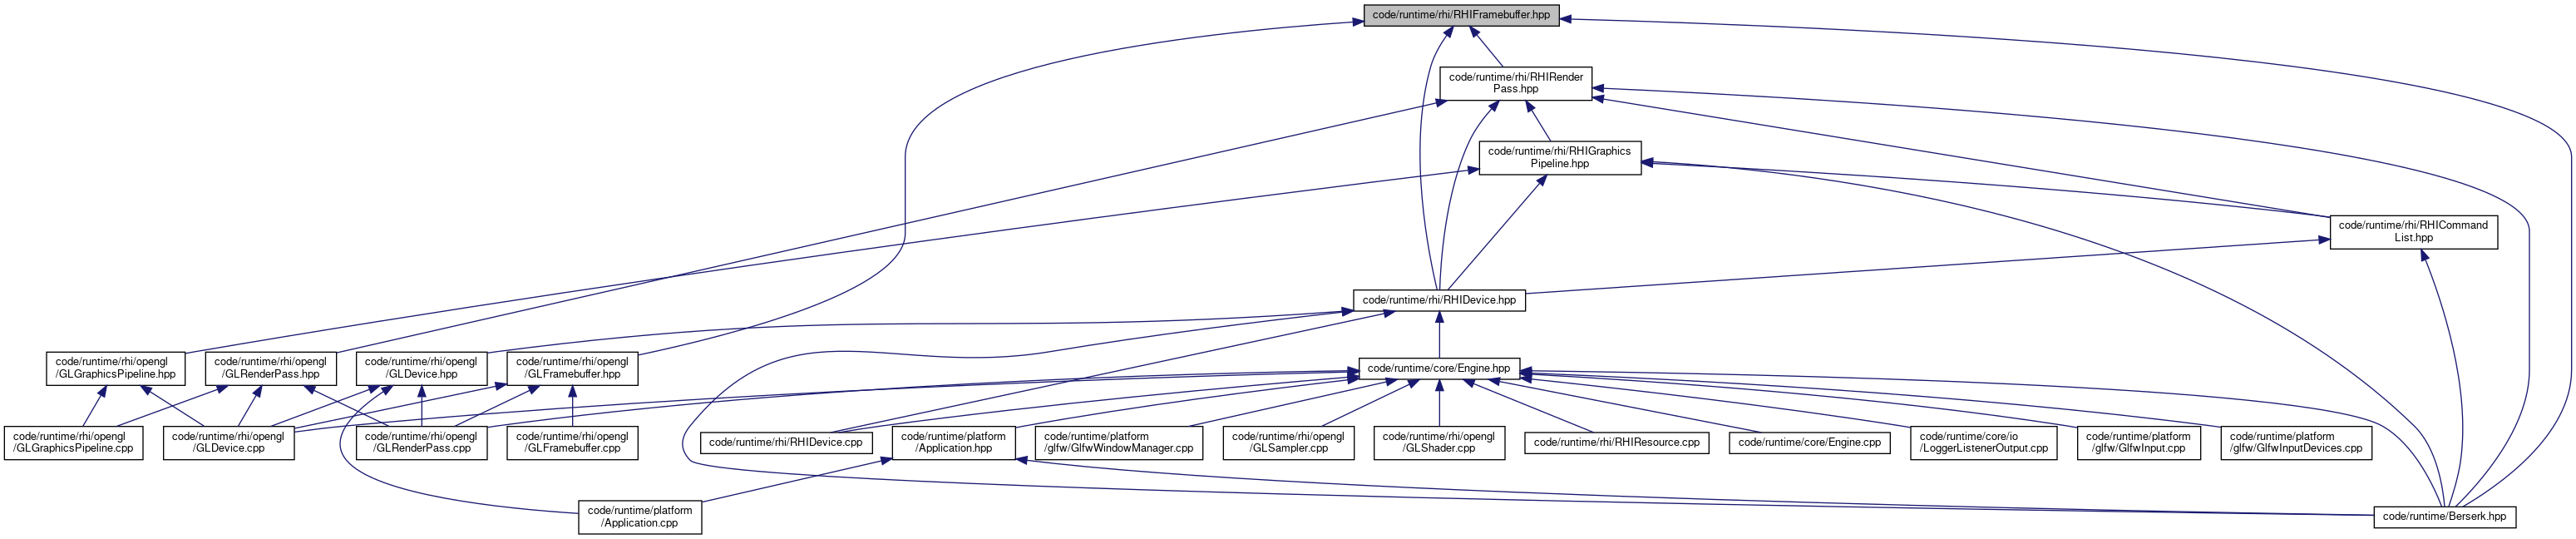 code/runtime/rhi/RHIFramebuffer.hpp
code/runtime/rhi/RHIRender
Pass.hpp
code/runtime/rhi/RHIGraphics
Pipeline.hpp
code/runtime/rhi/RHICommand
List.hpp
code/runtime/rhi/RHIDevice.hpp
code/runtime/rhi/opengl
/GLGraphicsPipeline.hpp
code/runtime/rhi/opengl
/GLRenderPass.hpp
code/runtime/rhi/opengl
/GLDevice.hpp
code/runtime/rhi/opengl
/GLFramebuffer.hpp
code/runtime/core/Engine.hpp
code/runtime/rhi/opengl
/GLGraphicsPipeline.cpp
code/runtime/rhi/opengl
/GLDevice.cpp
code/runtime/rhi/opengl
/GLRenderPass.cpp
code/runtime/rhi/opengl
/GLFramebuffer.cpp
code/runtime/rhi/RHIDevice.cpp
code/runtime/platform
/Application.hpp
code/runtime/platform
/glfw/GlfwWindowManager.cpp
code/runtime/rhi/opengl
/GLSampler.cpp
code/runtime/rhi/opengl
/GLShader.cpp
code/runtime/rhi/RHIResource.cpp
code/runtime/core/Engine.cpp
code/runtime/core/io
/LoggerListenerOutput.cpp
code/runtime/platform
/glfw/GlfwInput.cpp
code/runtime/platform
/glfw/GlfwInputDevices.cpp
code/runtime/platform
/Application.cpp
code/runtime/Berserk.hpp